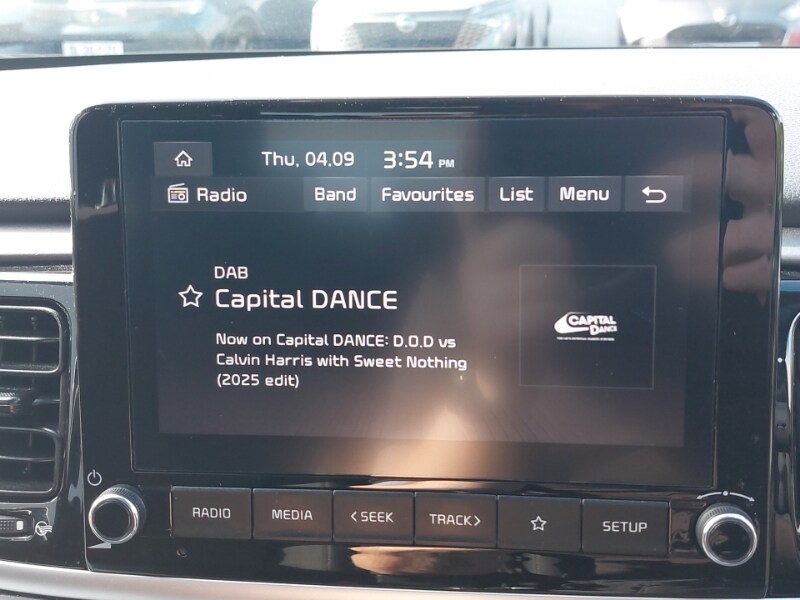 Thu, 04.09 3:54 PM
Radio Band Favourites List Menu
DAB
Capital DANCE
Now on Capital DANCE: D.O.D vs
Calvin Harris with Sweet Nothing
(2025 edit)
CAPITAL
DANCE
RADIO MEDIA <SEEK TRACK> SETUP